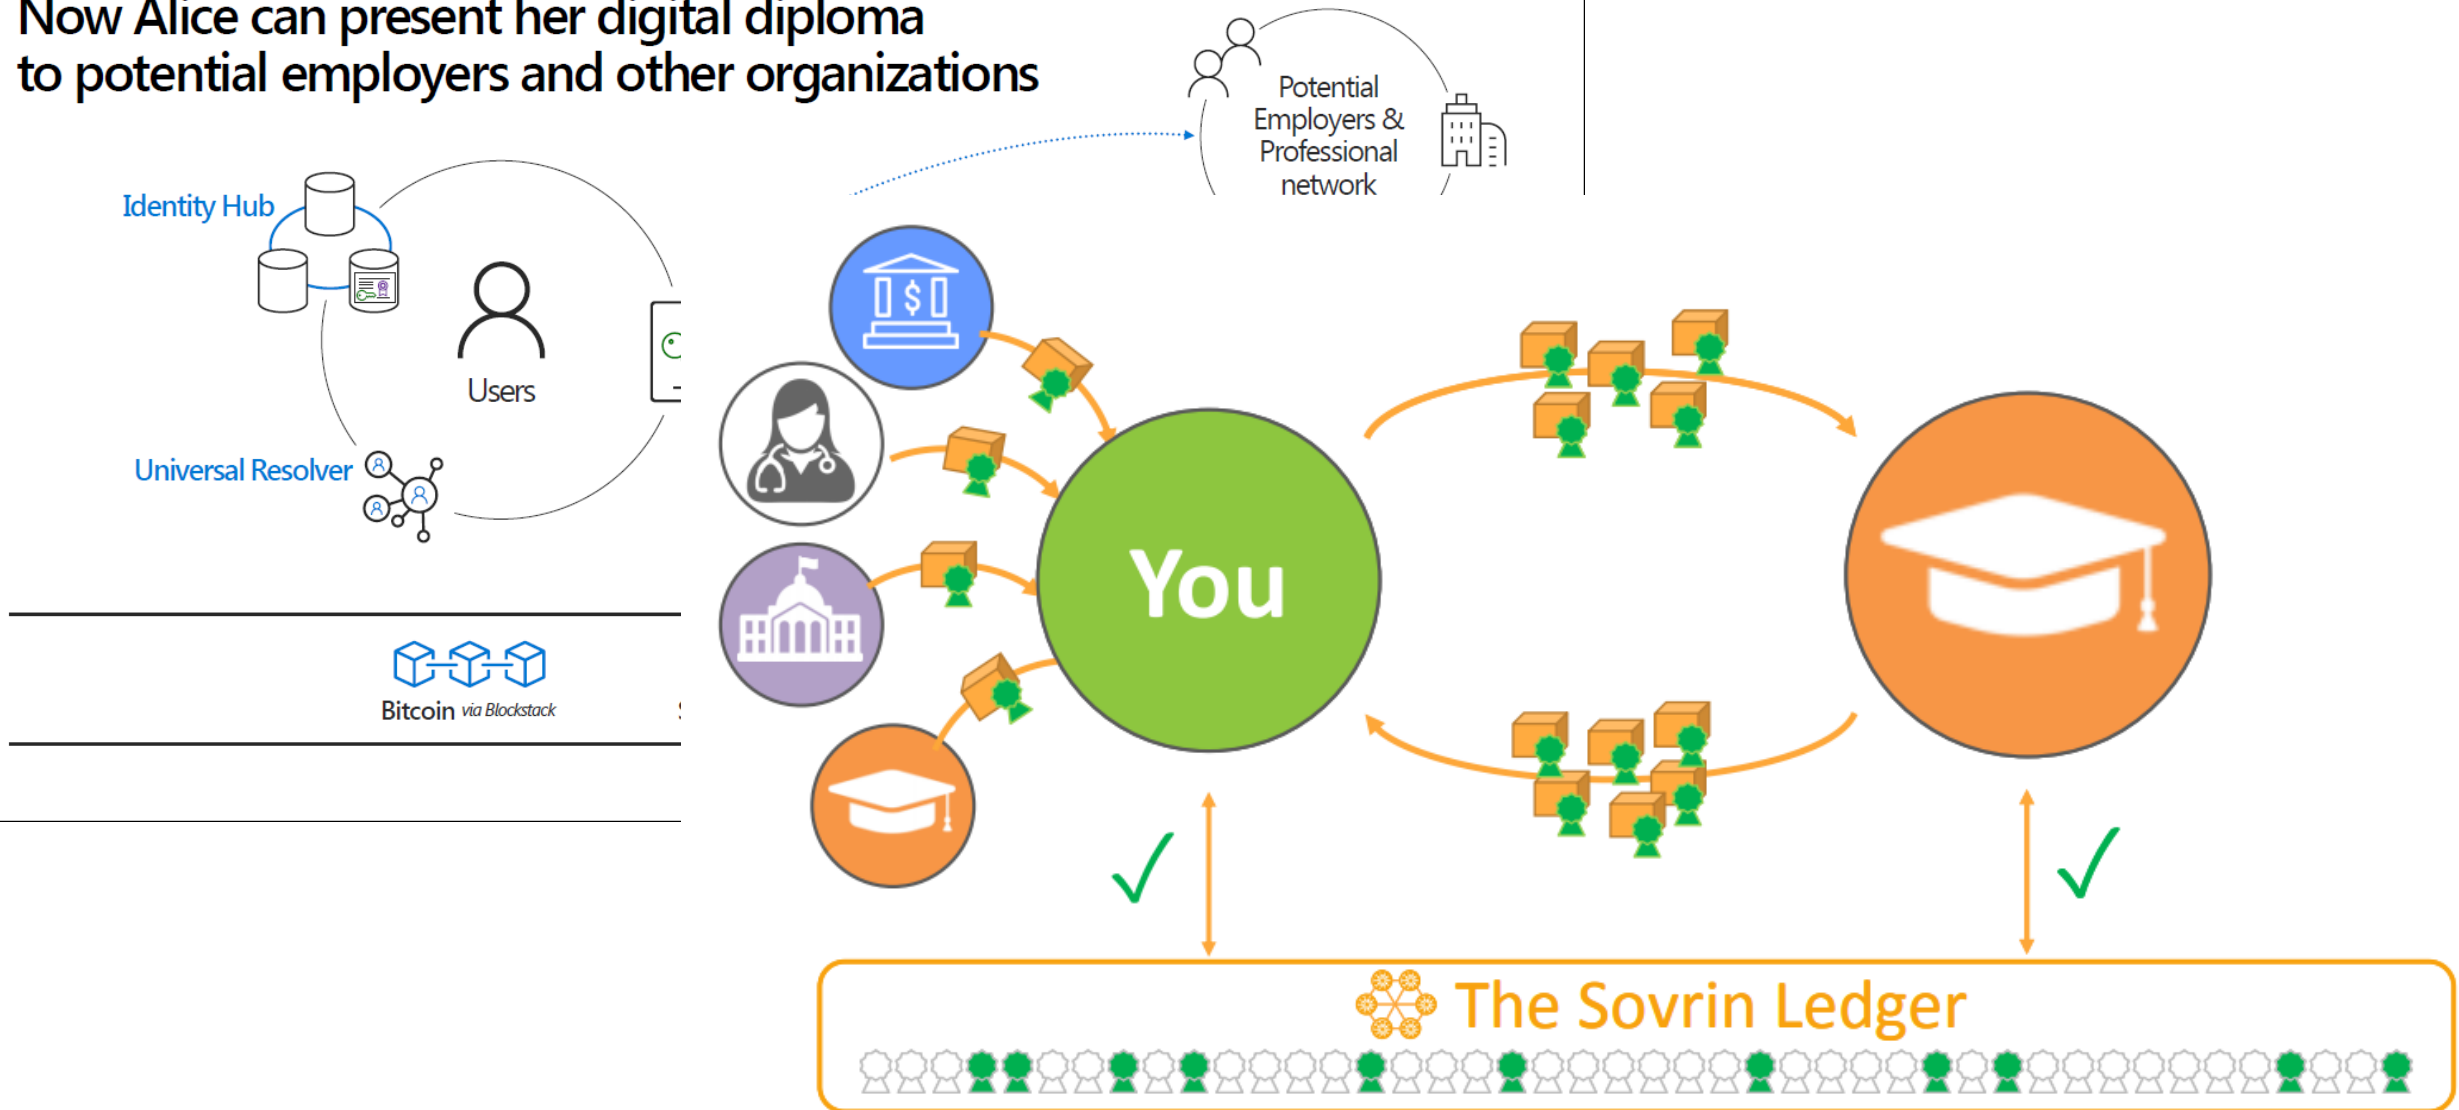 Now Alice can present her digital diploma
to potential employers and other organizations
Potential
Employers &
Professional
network
Identity Hub
Users
Universal Resolver
$
You
Bitcoin via Blockstack
The Sovrin Ledger